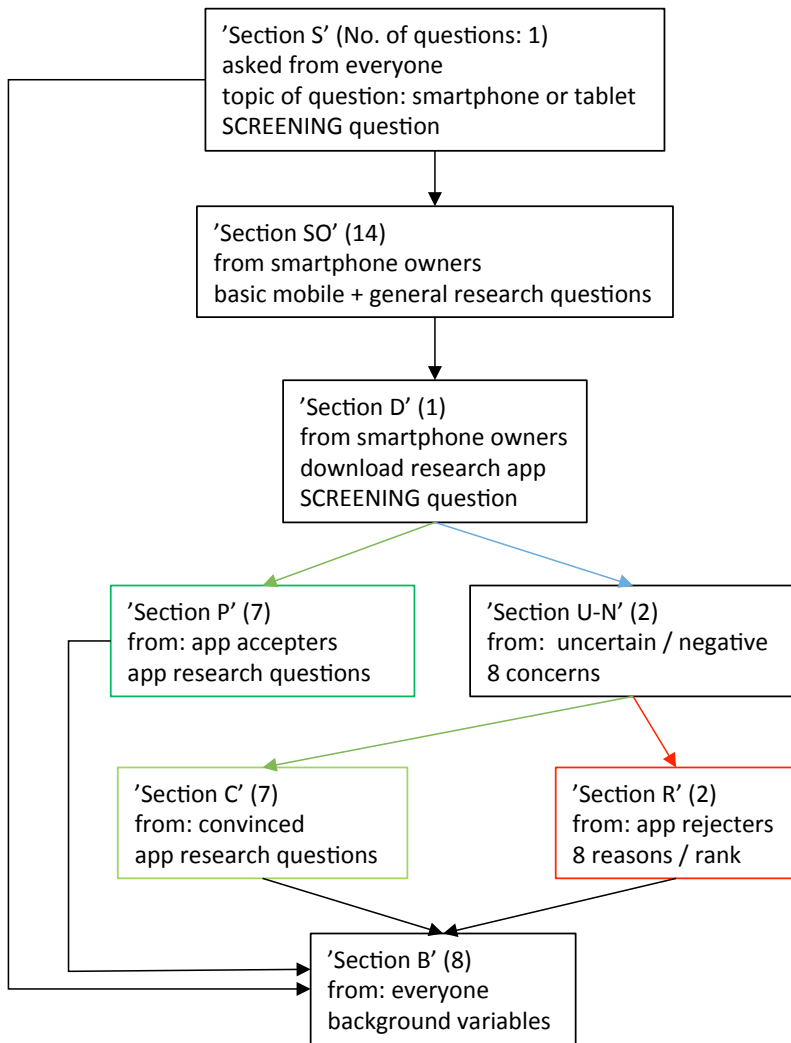 ’Section S’ (No. of questions: 1)
asked from everyone
topic of question: smartphone or tablet
SCREENING question
’Section SO’ (14)
from smartphone owners
basic mobile + general research questions
’Section D’ (1)
from smartphone owners
download research app
SCREENING question
’Section P’ (7)
from: app accepters
app research questions
’Section U-N’ (2)
from:  uncertain / negative
8 concerns
’Section C’ (7)
from: convinced
app research questions
’Section R’ (2)
from: app rejecters
8 reasons / rank
’Section B’ (8)
from: everyone
background variables